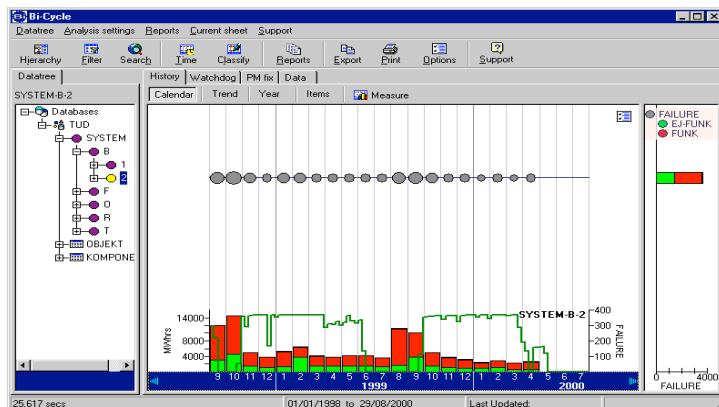 Bi-Cycle
Datatree Analysis settings Reports Current sheet Support
Hierarchy Filter Search Time Classify Reports Export Print Options Support
Datatree History Watchdog PM fix Data
SYSTEM-B-2 Calendar Trend Year Items Measure
Databases
TUD
SYSTEM
B
1
2
F
O
R
T
OBJEKT
KOMPONE
FAILURE
EJ-FUNK
FUNK
SYSTEM-B-2
14000
8000
4000
MWhrs
400
300
200
100
FAILURE
9 10 11 12 1 2 3 4 5 6 7 8 9 10 11 12 1 2 3 4 5 6 7
1999 2000
0 4000
FAILURE
25.617 secs 01/01/1998 to 29/08/2000 Last Updated: